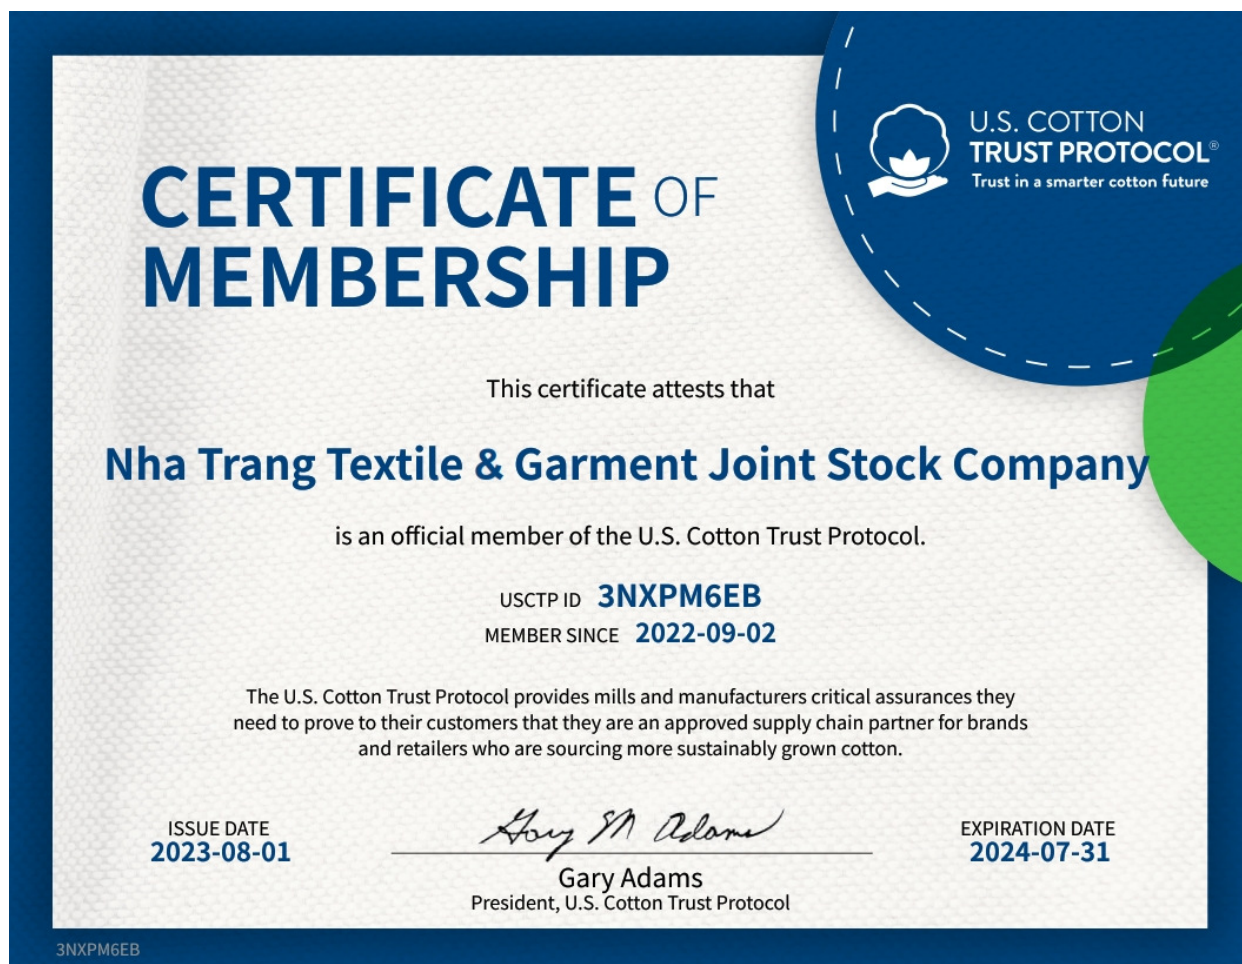 U.S. COTTON
TRUST PROTOCOL®
Trust in a smarter cotton future
CERTIFICATE OF
MEMBERSHIP
This certificate attests that
Nha Trang Textile & Garment Joint Stock Company
is an official member of the U.S. Cotton Trust Protocol.
USCTP ID 3NXPM6EB
MEMBER SINCE 2022-09-02
The U.S. Cotton Trust Protocol provides mills and manufacturers critical assurances they
need to prove to their customers that they are an approved supply chain partner for brands
and retailers who are sourcing more sustainably grown cotton.
ISSUE DATE
2023-08-01
Gary M Adams
Gary Adams
President, U.S. Cotton Trust Protocol
EXPIRATION DATE
2024-07-31
3NXPM6EB